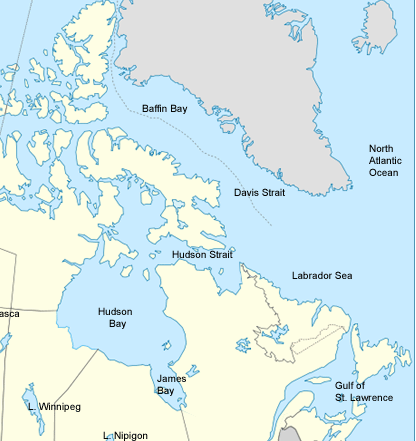 Baffin Bay
North
Atlantic
Ocean
Davis Strait
Hudson Strait
Labrador Sea
asca
Hudson
Bay
James
Bay
Gulf of
St. Lawrence
L. Winnipeg
L. Nipigon